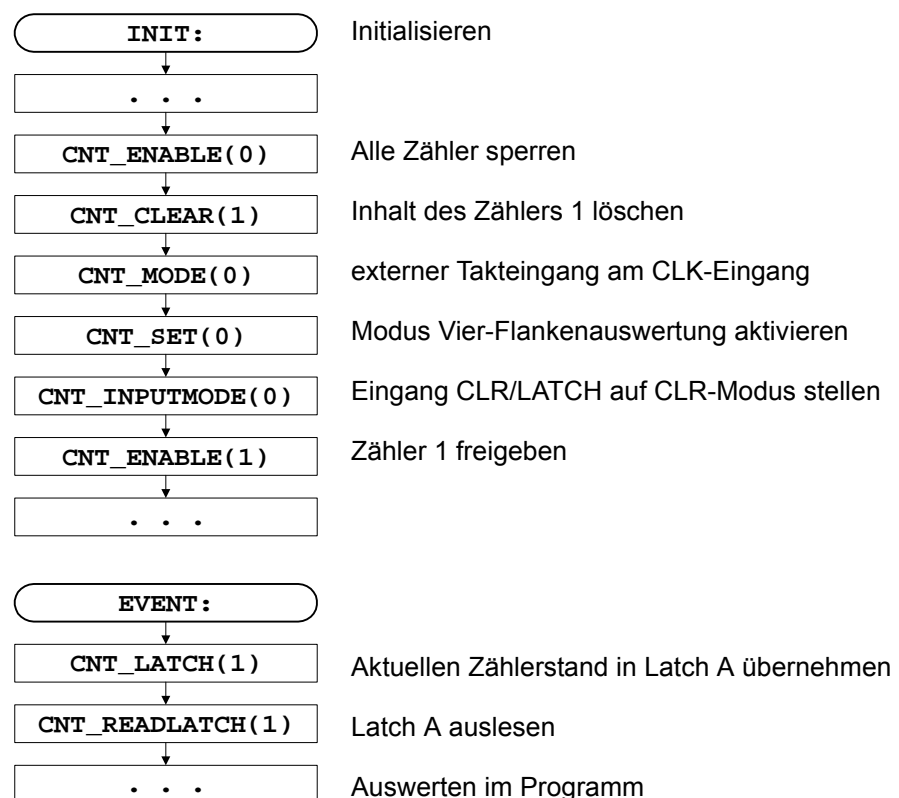 INIT: Initialisieren
. . .
CNT_ENABLE(0) Alle Zähler sperren
CNT_CLEAR(1) Inhalt des Zählers 1 löschen
CNT_MODE(0) externer Takteingang am CLK-Eingang
CNT_SET(0) Modus Vier-Flankenauswertung aktivieren
CNT_INPUTMODE(0) Eingang CLR/LATCH auf CLR-Modus stellen
CNT_ENABLE(1) Zähler 1 freigeben
. . .
EVENT:
CNT_LATCH(1) Aktuellen Zählerstand in Latch A übernehmen
CNT_READLATCH(1) Latch A auslesen
. . . Auswerten im Programm